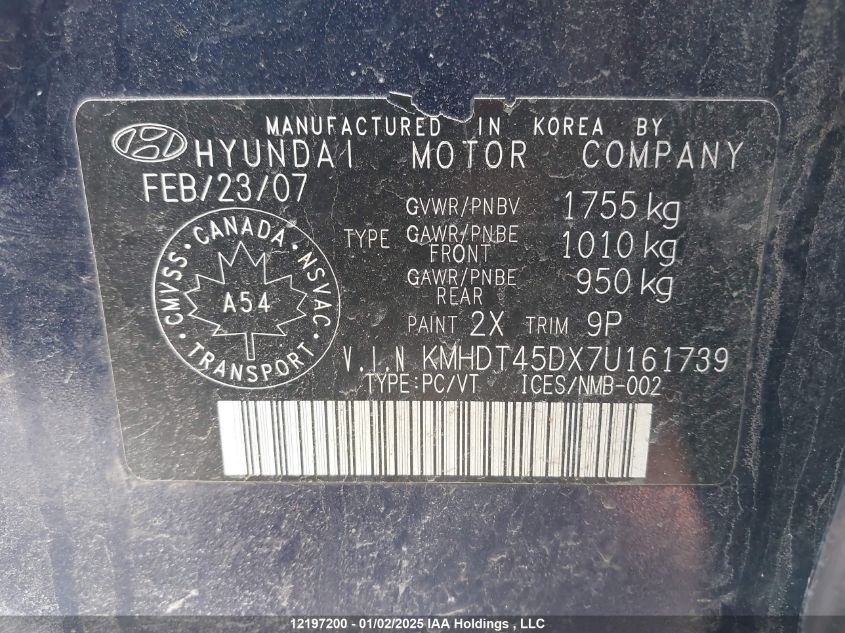 MANUFACTURED IN KOREA BY
HYUNDAI MOTOR COMPANY
FEB/23/07
GVWR/PNBV 1755 kg
TYPE GAWR/PNBE FRONT 1010 kg
GAWR/PNBE REAR 950 kg
PAINT 2X TRIM 9P
CMVSS · CANADA · NSVAC
A54
TRANSPORT
V.I.N KMHDT45DX7U161739
TYPE:PC/VT ICES/NMB-002
12197200 - 01/02/2025 IAA Holdings , LLC